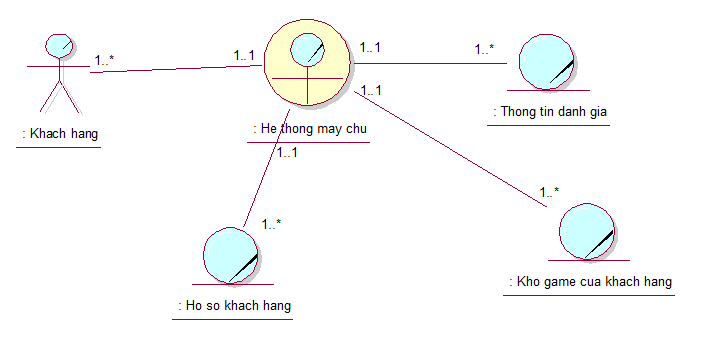 1..*
1..1
1..1
1..*
1..1
: Khach hang
: He thong may chu
: Thong tin danh gia
1..1
1..*
1..*
: Ho so khach hang
: Kho game cua khach hang